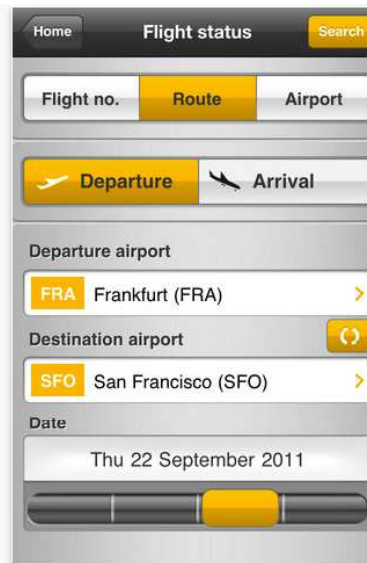 Home Flight status Search
Flight no. Route Airport
Departure Arrival
Departure airport
FRA Frankfurt (FRA)
Destination airport
SFO San Francisco (SFO)
Date
Thu 22 September 2011